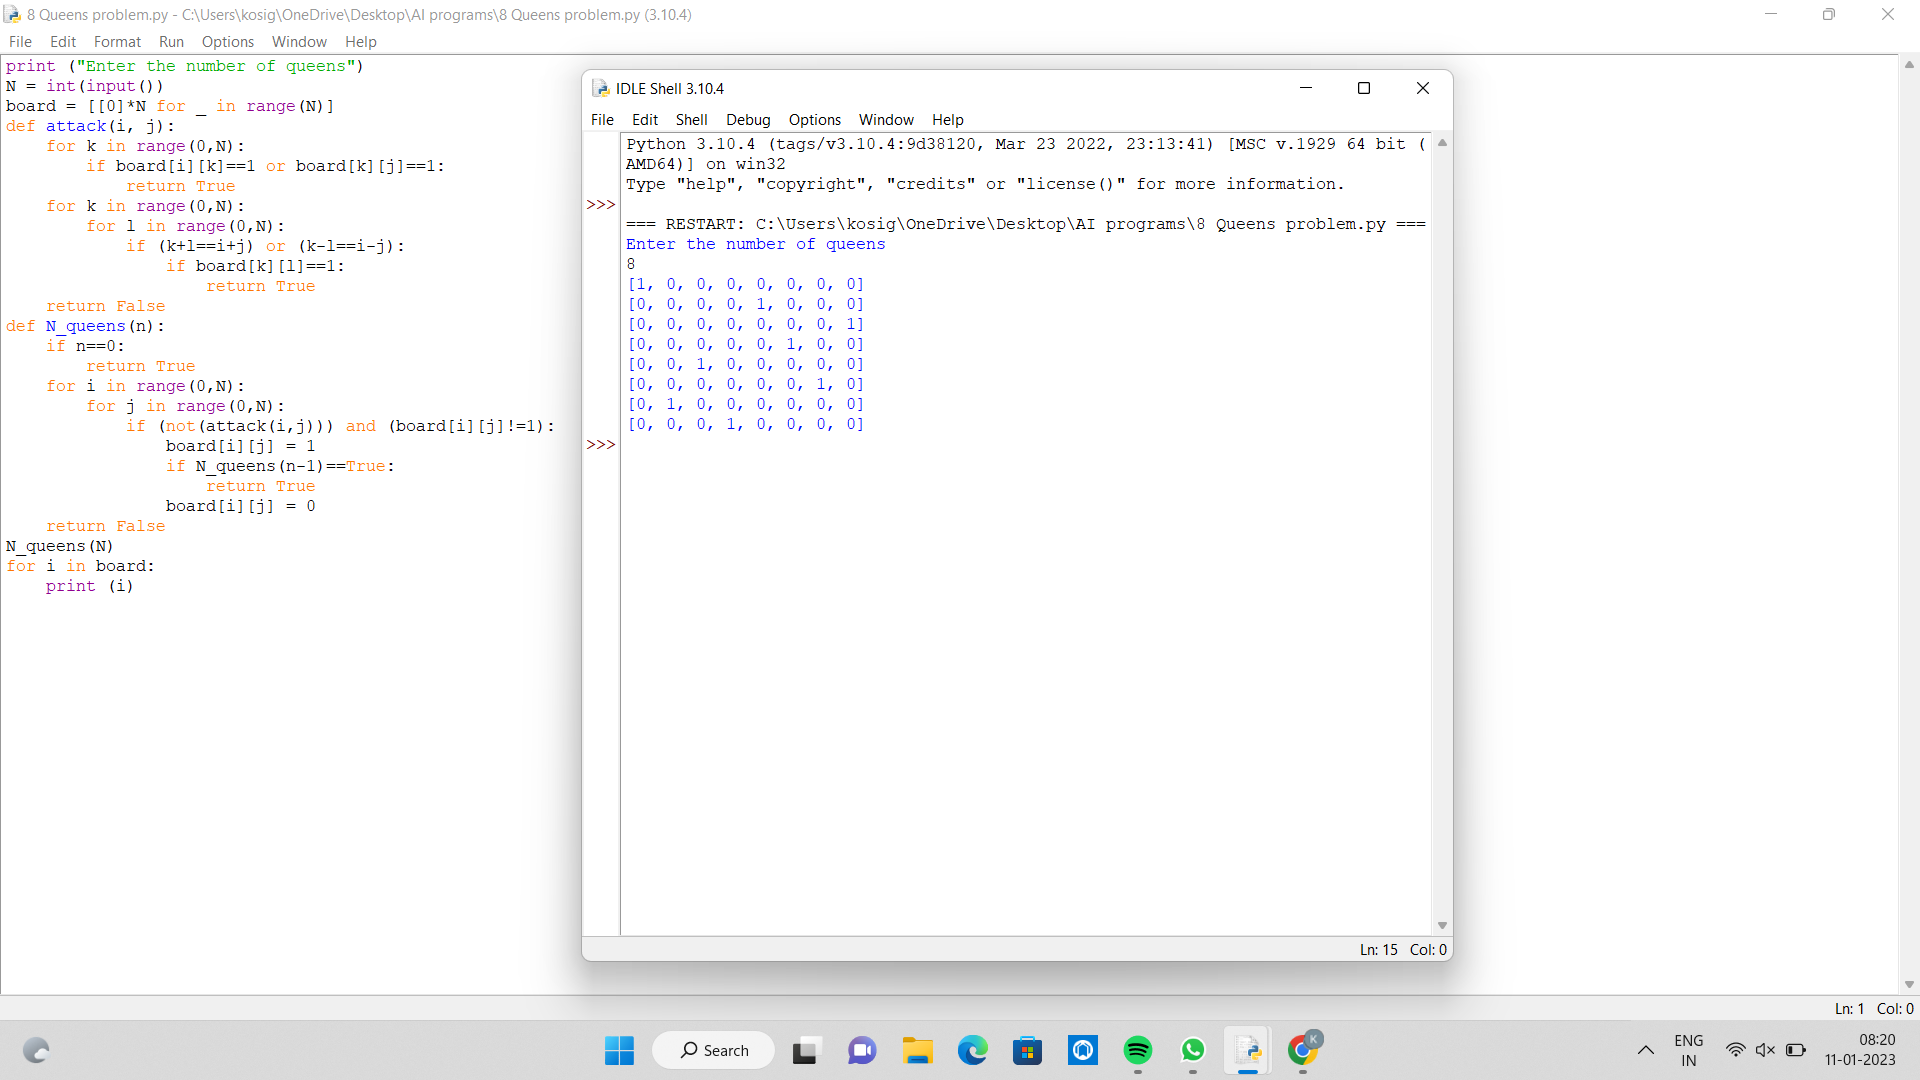 8 Queens problem.py - C:\Users\kosig\OneDrive\Desktop\AI programs\8 Queens problem.py (3.10.4)
File Edit Format Run Options Window Help
print ("Enter the number of queens")
N = int(input())
board = [[0]*N for _ in range(N)]
def attack(i, j):
    for k in range(0,N):
        if board[i][k]==1 or board[k][j]==1:
            return True
    for k in range(0,N):
        for l in range(0,N):
            if (k+l==i+j) or (k-l==i-j):
                if board[k][l]==1:
                    return True
    return False
def N_queens(n):
    if n==0:
        return True
    for i in range(0,N):
        for j in range(0,N):
            if (not(attack(i,j))) and (board[i][j]!=1):
                board[i][j] = 1
                if N_queens(n-1)==True:
                    return True
                board[i][j] = 0
    return False
N_queens(N)
for i in board:
    print (i)
IDLE Shell 3.10.4
File Edit Shell Debug Options Window Help
Python 3.10.4 (tags/v3.10.4:9d38120, Mar 23 2022, 23:13:41) [MSC v.1929 64 bit (
AMD64)] on win32
Type "help", "copyright", "credits" or "license()" for more information.
>>>
=== RESTART: C:\Users\kosig\OneDrive\Desktop\AI programs\8 Queens problem.py ===
Enter the number of queens
8
[1, 0, 0, 0, 0, 0, 0, 0]
[0, 0, 0, 0, 1, 0, 0, 0]
[0, 0, 0, 0, 0, 0, 0, 1]
[0, 0, 0, 0, 0, 1, 0, 0]
[0, 0, 1, 0, 0, 0, 0, 0]
[0, 0, 0, 0, 0, 0, 1, 0]
[0, 1, 0, 0, 0, 0, 0, 0]
[0, 0, 0, 1, 0, 0, 0, 0]
>>>
Ln: 15 Col: 0
Ln: 1 Col: 0
Search
K
ENG
IN
08:20
11-01-2023